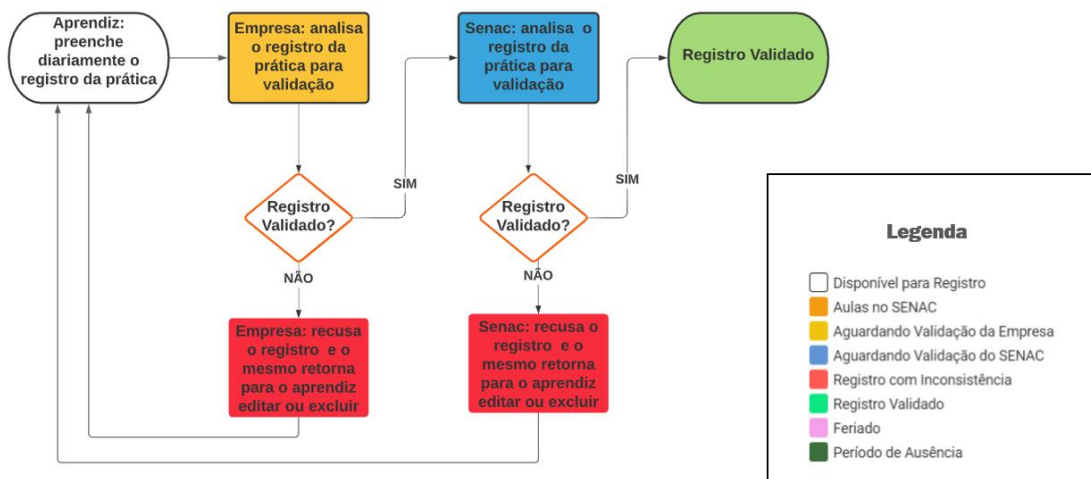 Aprendiz:
preenche
diariamente o
registro da prática
Empresa: analisa
o registro da
prática para
validação
Senac: analisa o
registro da
prática para
validação
Registro Validado
SIM
SIM
Registro
Validado?
Registro
Validado?
NÃO
NÃO
Empresa: recusa
o registro e o
mesmo retorna
para o aprendiz
editar ou excluir
Senac: recusa o
registro e o
mesmo retorna
para o aprendiz
editar ou excluir
Legenda
Disponível para Registro
Aulas no SENAC
Aguardando Validação da Empresa
Aguardando Validação do SENAC
Registro com Inconsistência
Registro Validado
Feriado
Período de Ausência